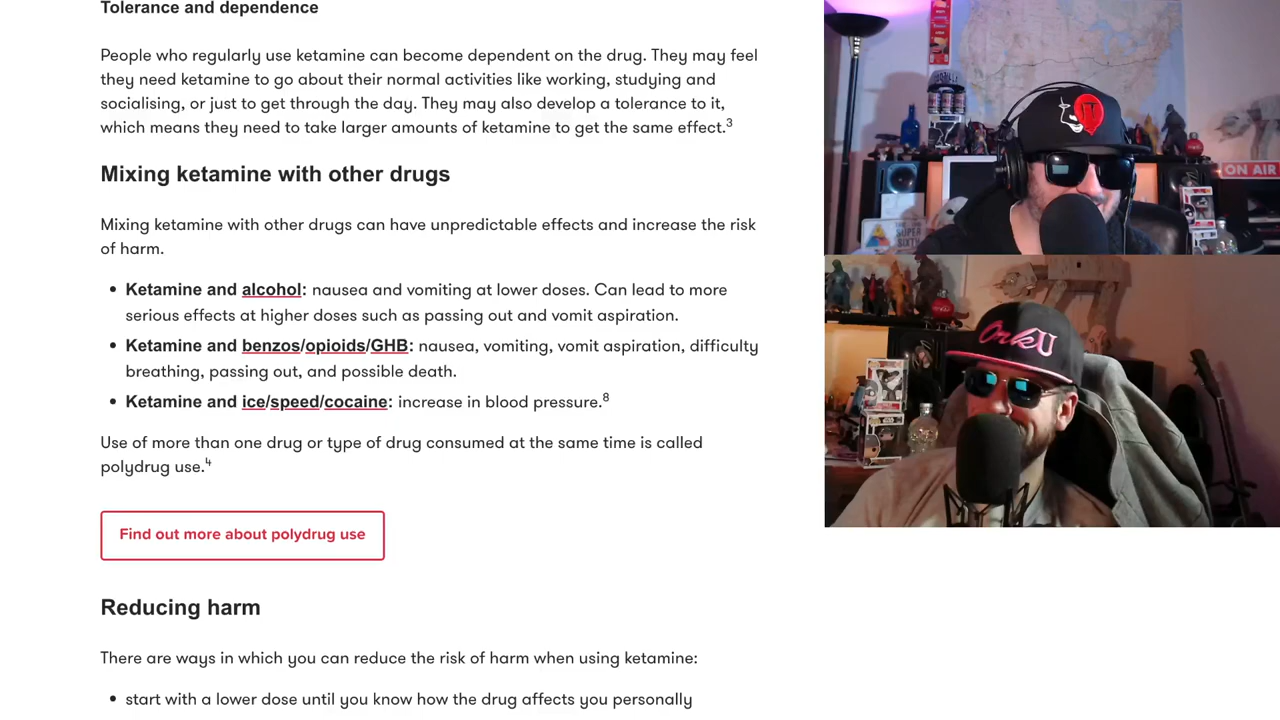 Tolerance and dependence
People who regularly use ketamine can become dependent on the drug. They may feel
they need ketamine to go about their normal activities like working, studying and
socialising, or just to get through the day. They may also develop a tolerance to it,
which means they need to take larger amounts of ketamine to get the same effect.3
Mixing ketamine with other drugs
Mixing ketamine with other drugs can have unpredictable effects and increase the risk
of harm.
• Ketamine and alcohol: nausea and vomiting at lower doses. Can lead to more
serious effects at higher doses such as passing out and vomit aspiration.
• Ketamine and benzos/opioids/GHB: nausea, vomiting, vomit aspiration, difficulty
breathing, passing out, and possible death.
• Ketamine and ice/speed/cocaine: increase in blood pressure.8
Use of more than one drug or type of drug consumed at the same time is called
polydrug use.4
Find out more about polydrug use
Reducing harm
There are ways in which you can reduce the risk of harm when using ketamine:
• start with a lower dose until you know how the drug affects you personally
IT
ON AIR
SUPER
SIXTH
OrkU